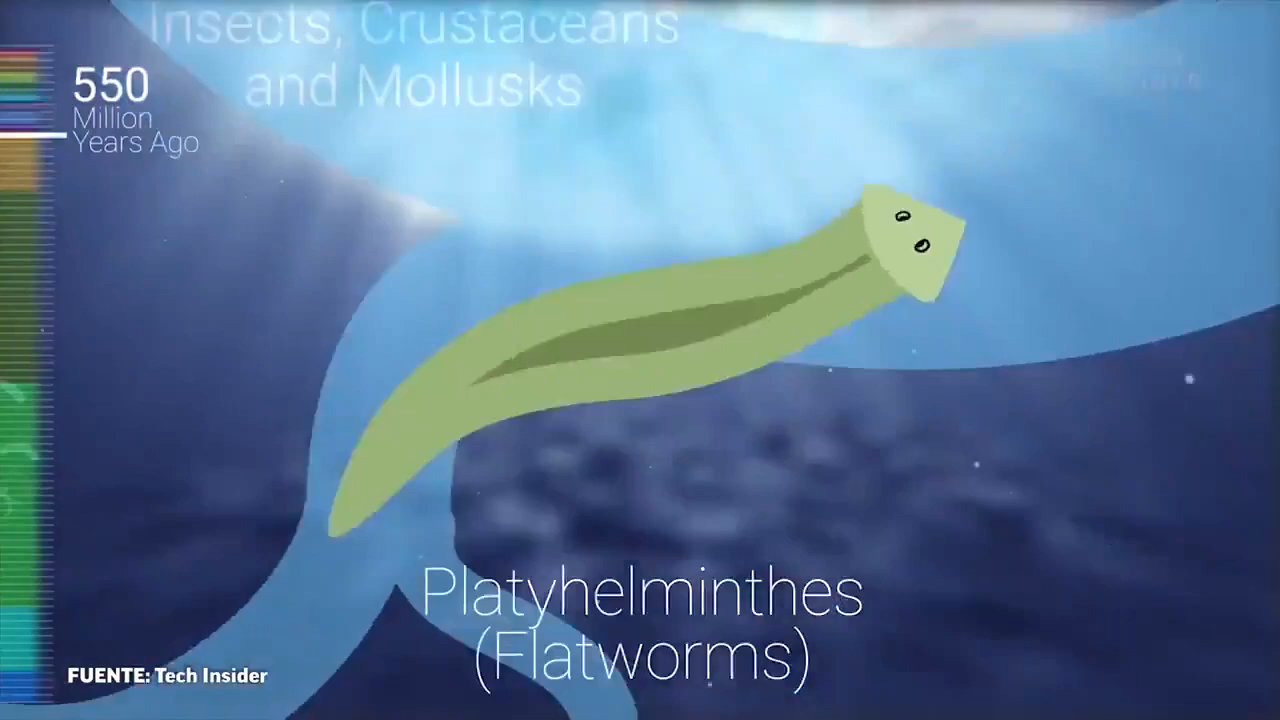 Insects, Crustaceans
and Mollusks
550
Million
Years Ago
Platyhelminthes
(Flatworms)
FUENTE: Tech Insider